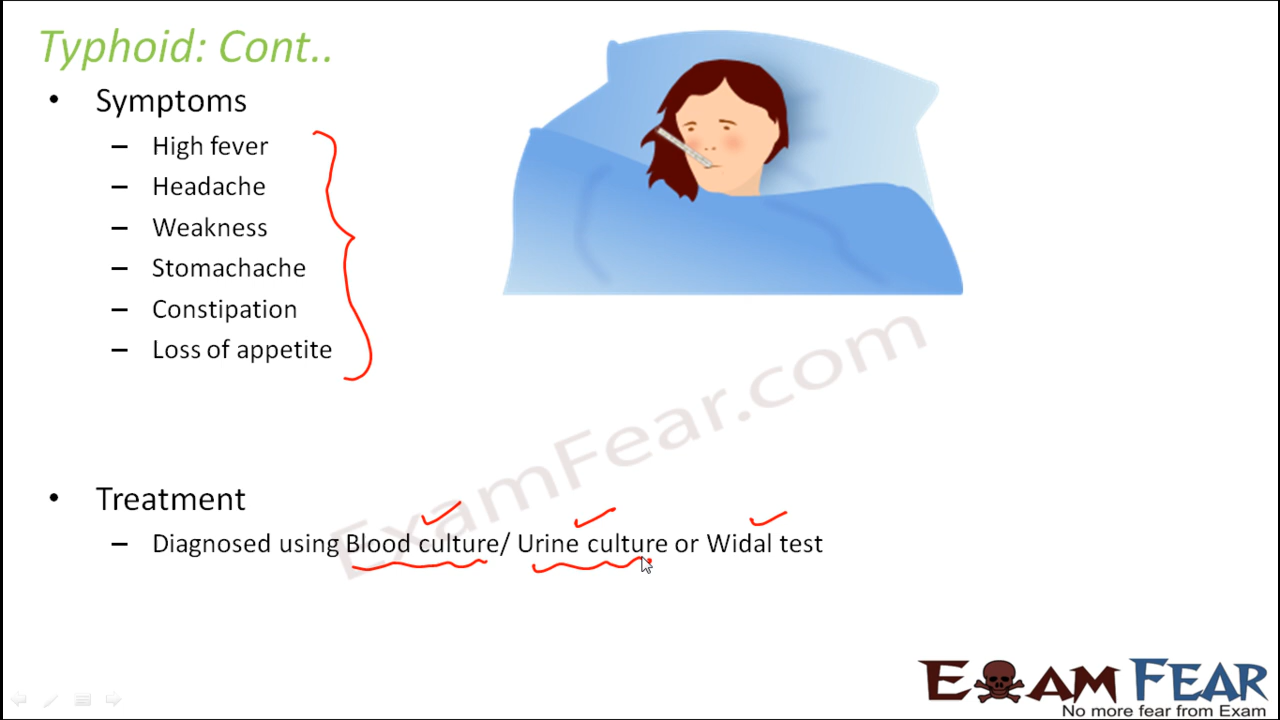 Typhoid: Cont..
• Symptoms
– High fever
– Headache
– Weakness
– Stomachache
– Constipation
– Loss of appetite
ExamFear.com
• Treatment
– Diagnosed using Blood culture/ Urine culture or Widal test
EXAM FEAR
No more fear from Exam